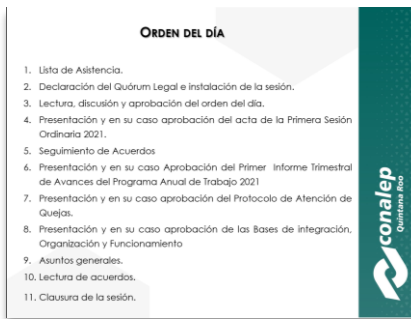 ORDEN DEL DÍA
1. Lista de Asistencia.
2. Declaración del Quórum Legal e instalación de la sesión.
3. Lectura, discusión y aprobación del orden del día.
4. Presentación y en su caso aprobación del acta de la Primera Sesión
Ordinaria 2021.
5. Seguimiento de Acuerdos
6. Presentación y en su caso Aprobación del Primer Informe Trimestral
de Avances del Programa Anual de Trabajo 2021
7. Presentación y en su caso aprobación del Protocolo de Atención de
Quejas.
8. Presentación y en su caso aprobación de las Bases de integración,
Organización y Funcionamiento
9. Asuntos generales.
10. Lectura de acuerdos.
11. Clausura de la sesión.
conalep
Quintana Roo